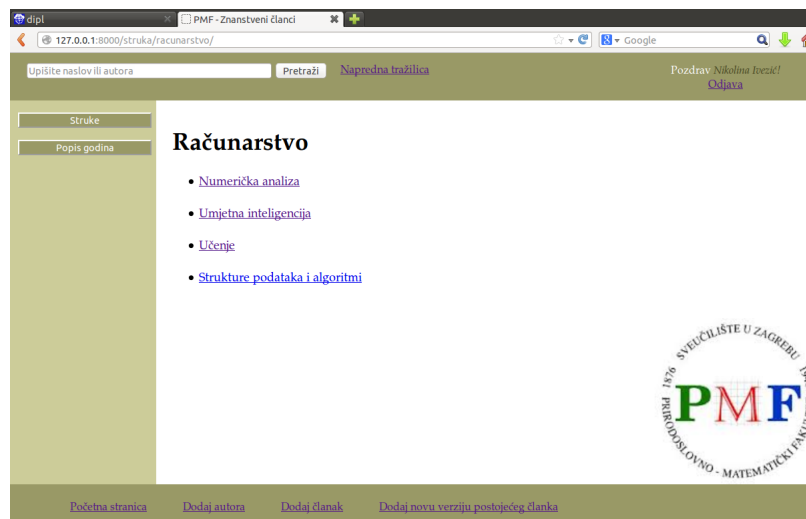 dipl
PMF - Znanstveni članci
127.0.0.1:8000/struka/racunarstvo/
Google
Upišite naslov ili autora
Pretraži
Napredna tražilica
Pozdrav Nikolina Ivezić!
Odjava
Struke
Popis godina
Računarstvo
Numerička analiza
Umjetna inteligencija
Učenje
Strukture podataka i algoritmi
SVEUČILIŠTE U ZAGREBU
1876
PRIRODOSLOVNO - MATEMATIČKI
PMF
Početna stranica
Dodaj autora
Dodaj članak
Dodaj novu verziju postojećeg članka